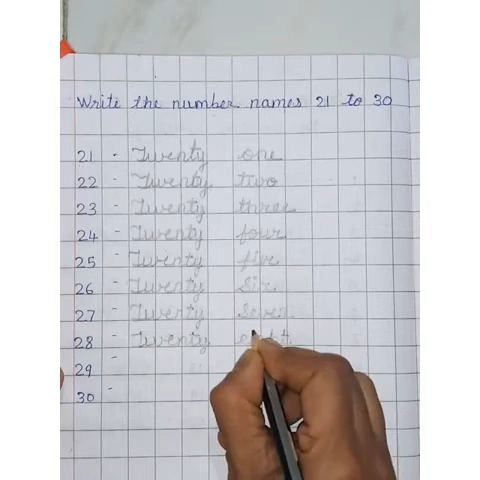 Write the number names 21 to 30
21 - Twenty one
22 - Twenty two
23 - Twenty three
24 - Twenty four
25 - Twenty five
26 - Twenty six
27 - Twenty seven
28 - Twenty eight
29 -
30 -